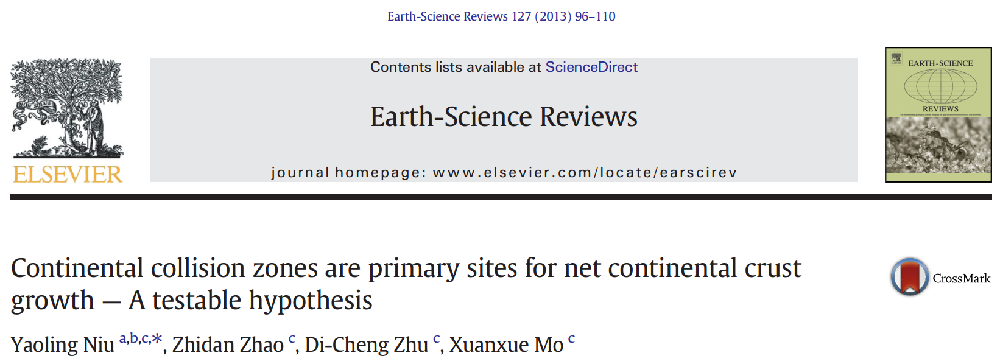 Earth-Science Reviews 127 (2013) 96–110
Contents lists available at ScienceDirect
Earth-Science Reviews
journal homepage: www.elsevier.com/locate/earscirev
NON SOLUS
ELSEVIER
EARTH-SCIENCE
REVIEWS
Continental collision zones are primary sites for net continental crust
growth — A testable hypothesis
CrossMark
Yaoling Niu a,b,c,*, Zhidan Zhao c, Di-Cheng Zhu c, Xuanxue Mo c